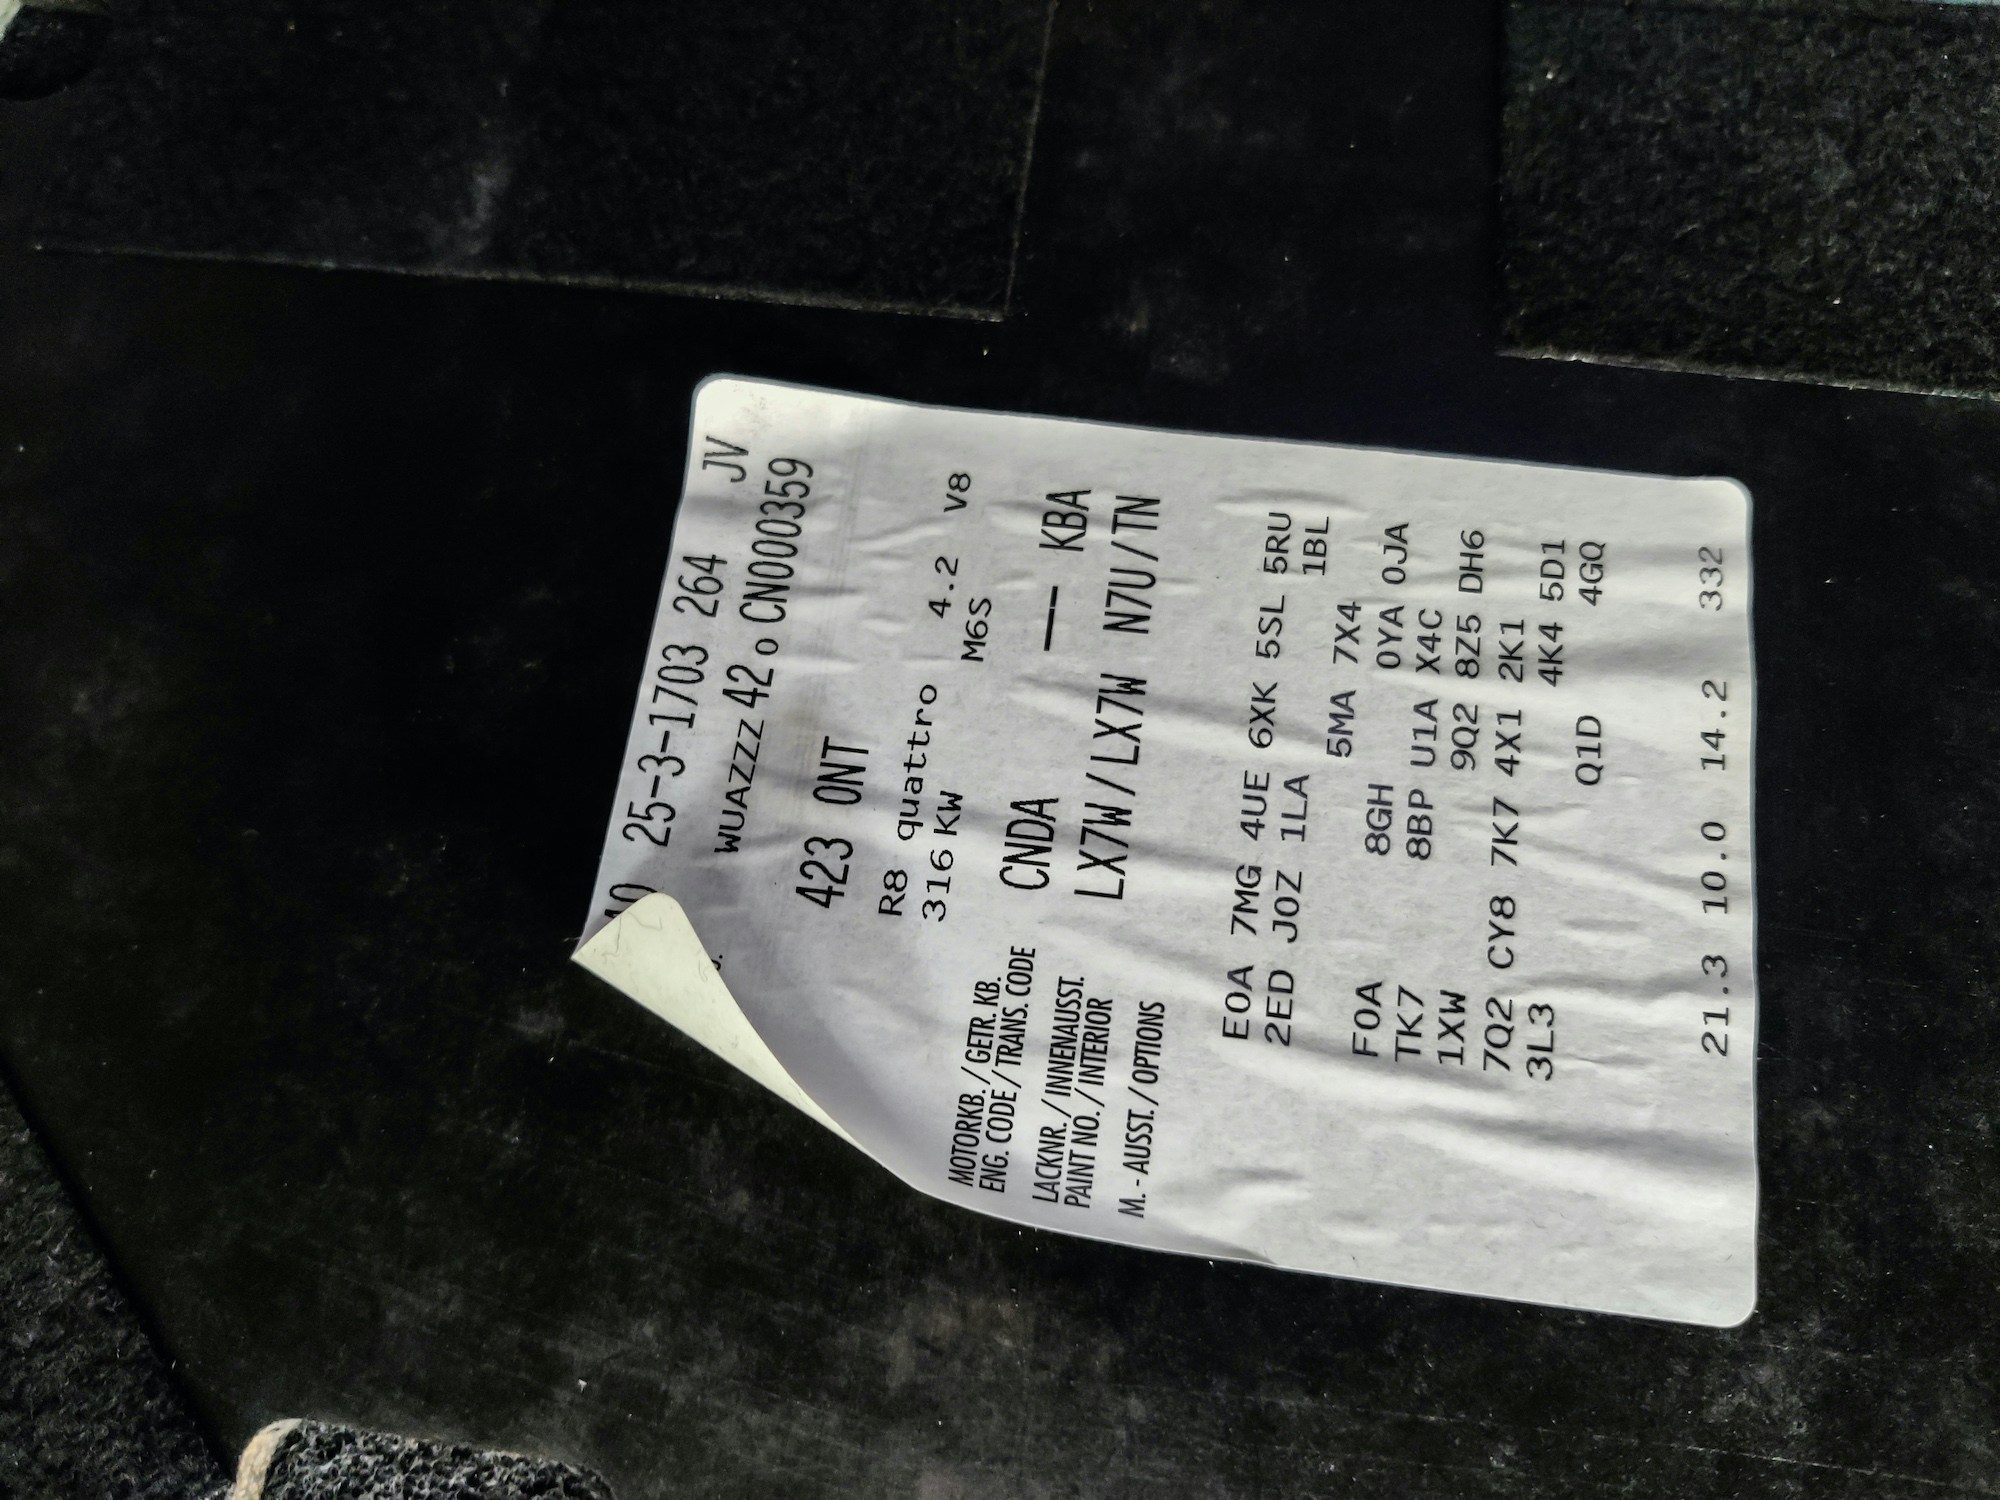 10 25-3-1703 264 JV
WUAZZZ 42 o CN000359
423 0NT
R8 quattro 4.2 V8
316 KW M6S
MOTORKB./GETR. KB.
ENG. CODE/TRANS. CODE CNDA — KBA
LACKNR./INNENAUSST.
PAINT NO./INTERIOR LX7W/LX7W N7U/TN
M.-AUSST./OPTIONS
E0A 7MG 4UE 6XK 5SL 5RU
2ED J0Z 1LA 1BL
5MA 7X4
F0A 8GH 0YA 0JA
TK7 8BP U1A X4C
1XW 9Q2 8Z5 DH6
7Q2 CY8 7K7 4X1 2K1
3L3 4K4 5D1
Q1D 4GQ
21.3 10.0 14.2 332